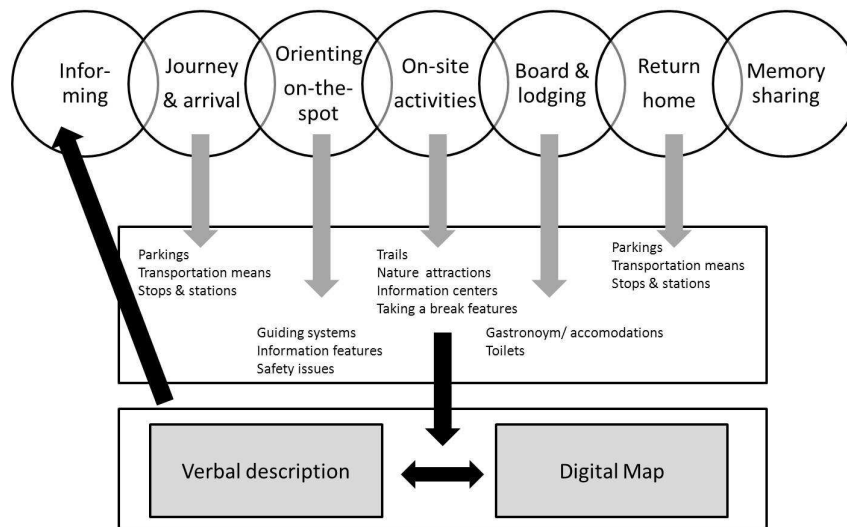 Infor-
ming
Journey
& arrival
Orienting
on-the-
spot
On-site
activities
Board &
lodging
Return
home
Memory
sharing
Parkings
Transportation means
Stops & stations
Guiding systems
Information features
Safety issues
Trails
Nature attractions
Information centers
Taking a break features
Gastronoym/ accomodations
Toilets
Parkings
Transportation means
Stops & stations
Verbal description
Digital Map